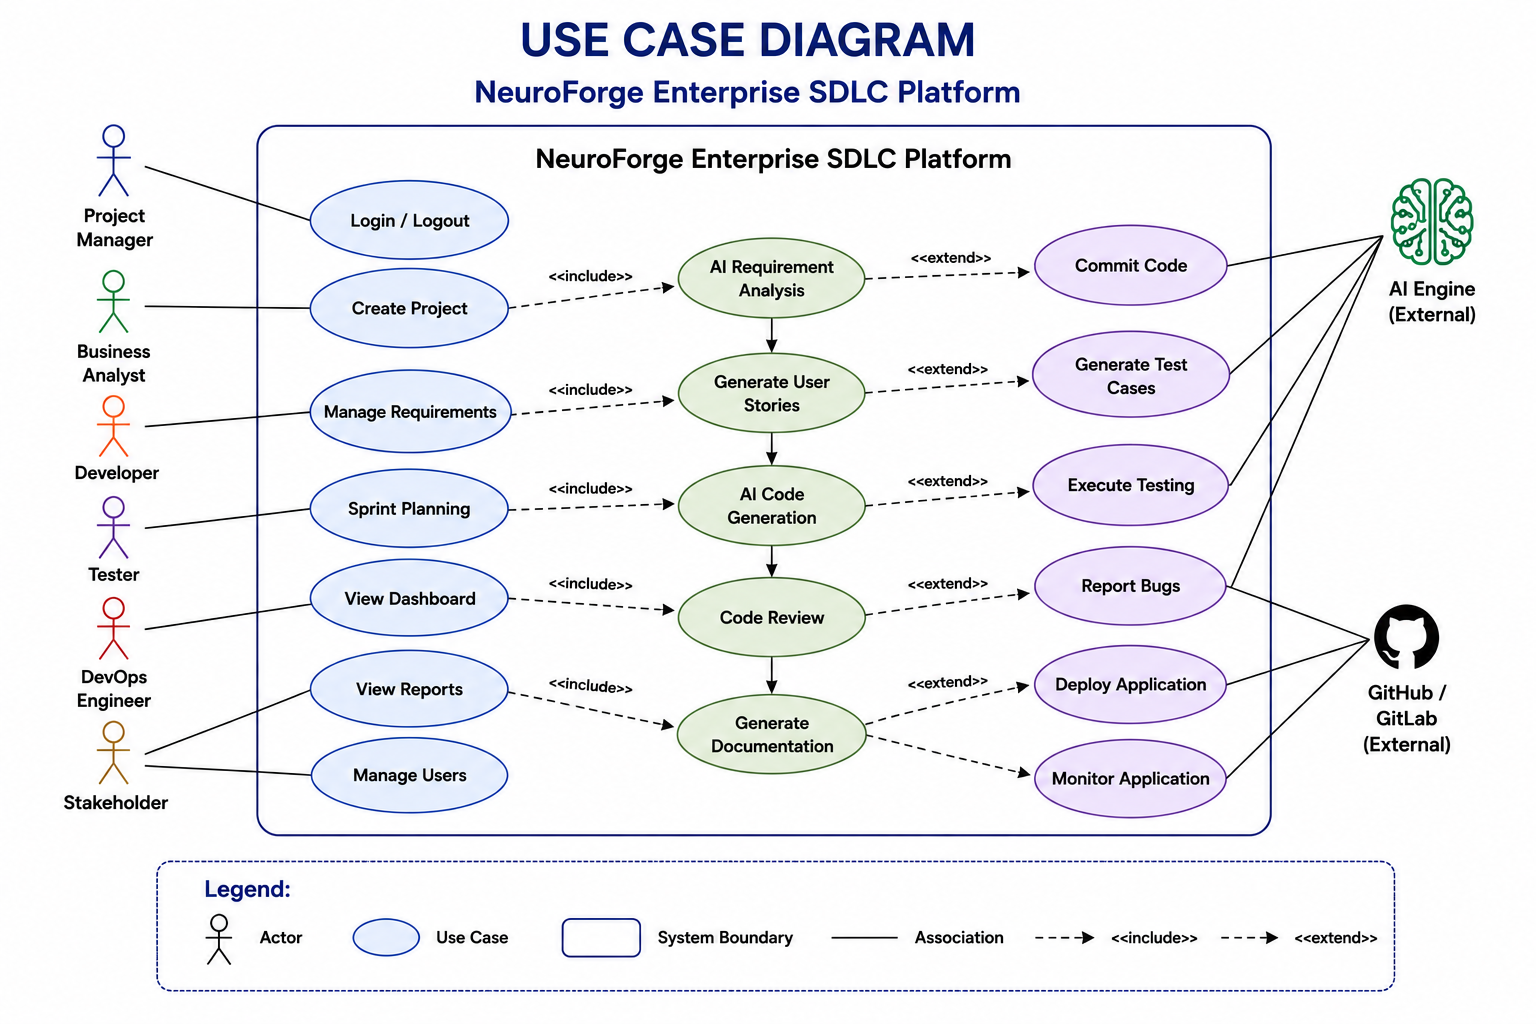 USE CASE DIAGRAM
NeuroForge Enterprise SDLC Platform
NeuroForge Enterprise SDLC Platform
Project
Manager
Business
Analyst
Developer
Tester
DevOps
Engineer
Stakeholder
Login / Logout
Create Project
Manage Requirements
Sprint Planning
View Dashboard
View Reports
Manage Users
<<include>>
<<include>>
<<include>>
<<include>>
<<include>>
AI Requirement
Analysis
Generate User
Stories
AI Code
Generation
Code Review
Generate
Documentation
<<extend>>
<<extend>>
<<extend>>
<<extend>>
<<extend>>
Commit Code
Generate Test
Cases
Execute Testing
Report Bugs
Deploy Application
Monitor Application
AI Engine
(External)
GitHub /
GitLab
(External)
Legend:
Actor
Use Case
System Boundary
Association
<<include>>
<<extend>>